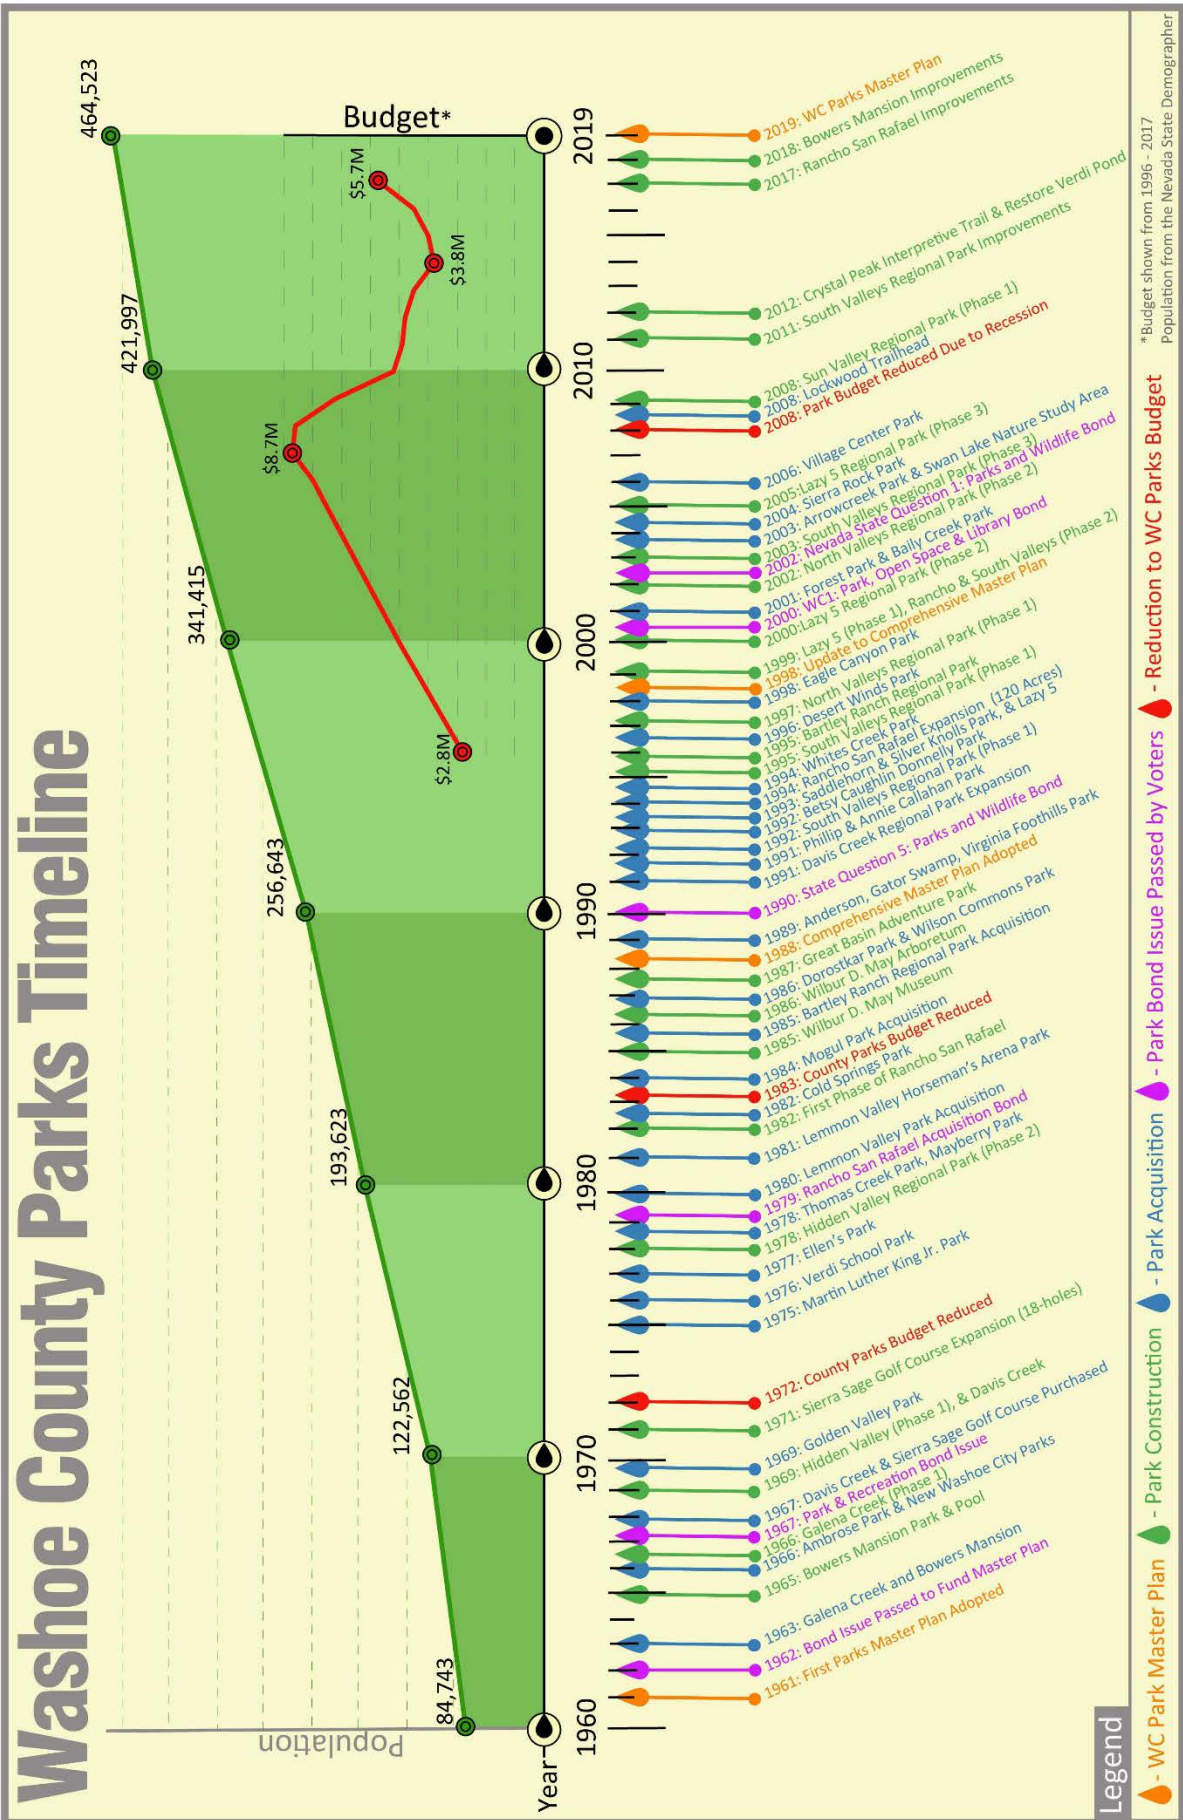 Washoe County Parks Timeline
Population
84,743
122,562
193,623
256,643
341,415
421,997
464,523
Budget*
$2.8M
$8.7M
$3.8M
$5.7M
Year
1960
1970
1980
1990
2000
2010
2019
1961: First Parks Master Plan Adopted
1962: Bond Issue Passed to Fund Master Plan
1963: Galena Creek and Bowers Mansion
1965: Bowers Mansion Park & Pool
1966: Ambrose Park & New Washoe City Parks
1966: Galena Creek (Phase 1)
1967: Park & Recreation Bond Issue
1967: Davis Creek & Sierra Sage Golf Course Purchased
1969: Hidden Valley (Phase 1), & Davis Creek
1969: Golden Valley Park
1971: Sierra Sage Golf Course Expansion (18-holes)
1972: County Parks Budget Reduced
1975: Martin Luther King Jr. Park
1976: Verdi School Park
1977: Ellen's Park
1978: Hidden Valley Regional Park (Phase 2)
1978: Thomas Creek Park, Mayberry Park
1979: Rancho San Rafael Acquisition Bond
1980: Lemmon Valley Park Acquisition
1981: Lemmon Valley Horseman's Arena Park
1982: First Phase of Rancho San Rafael
1982: Cold Springs Park
1983: County Parks Budget Reduced
1984: Mogul Park Acquisition
1985: Wilbur D. May Museum
1985: Bartley Ranch Regional Park Acquisition
1986: Wilbur D. May Arboretum
1986: Dorostkar Park & Wilson Commons Park
1987: Great Basin Adventure Park
1988: Comprehensive Master Plan Adopted
1989: Anderson, Gator Swamp, Virginia Foothills Park
1990: State Question 5: Parks and Wildlife Bond
1991: Davis Creek Regional Park Expansion
1991: Phillip & Annie Callahan Park
1992: South Valleys Regional Park (Phase 1)
1992: Betsy Caughlin Donnelly Park
1993: Saddlehorn & Silver Knolls Park, & Lazy 5
1994: Rancho San Rafael Expansion (120 Acres)
1994: Whites Creek Park
1995: South Valleys Regional Park (Phase 1)
1995: Bartley Ranch Regional Park
1996: Desert Winds Park
1997: North Valleys Regional Park (Phase 1)
1998: Eagle Canyon Park
1998: Update to Comprehensive Master Plan
1999: Lazy 5 (Phase 1), Rancho & South Valleys (Phase 2)
2000:Lazy 5 Regional Park (Phase 2)
2000: WC1: Park, Open Space & Library Bond
2001: Forest Park & Baily Creek Park
2002: North Valleys Regional Park (Phase 2)
2002: Nevada State Question 1: Parks and Wildlife Bond
2003: South Valleys Regional Park (Phase 3)
2003: Arrowcreek Park & Swan Lake Nature Study Area
2004: Sierra Rock Park
2005:Lazy 5 Regional Park (Phase 3)
2006: Village Center Park
2008: Park Budget Reduced Due to Recession
2008: Lockwood Trailhead
2008: Sun Valley Regional Park (Phase 1)
2011: South Valleys Regional Park Improvements
2012: Crystal Peak Interpretive Trail & Restore Verdi Pond
2017: Rancho San Rafael Improvements
2018: Bowers Mansion Improvements
2019: WC Parks Master Plan
Legend
- WC Park Master Plan
- Park Construction
- Park Acquisition
- Park Bond Issue Passed by Voters
- Reduction to WC Parks Budget
*Budget shown from 1996 - 2017
Population from the Nevada State Demographer